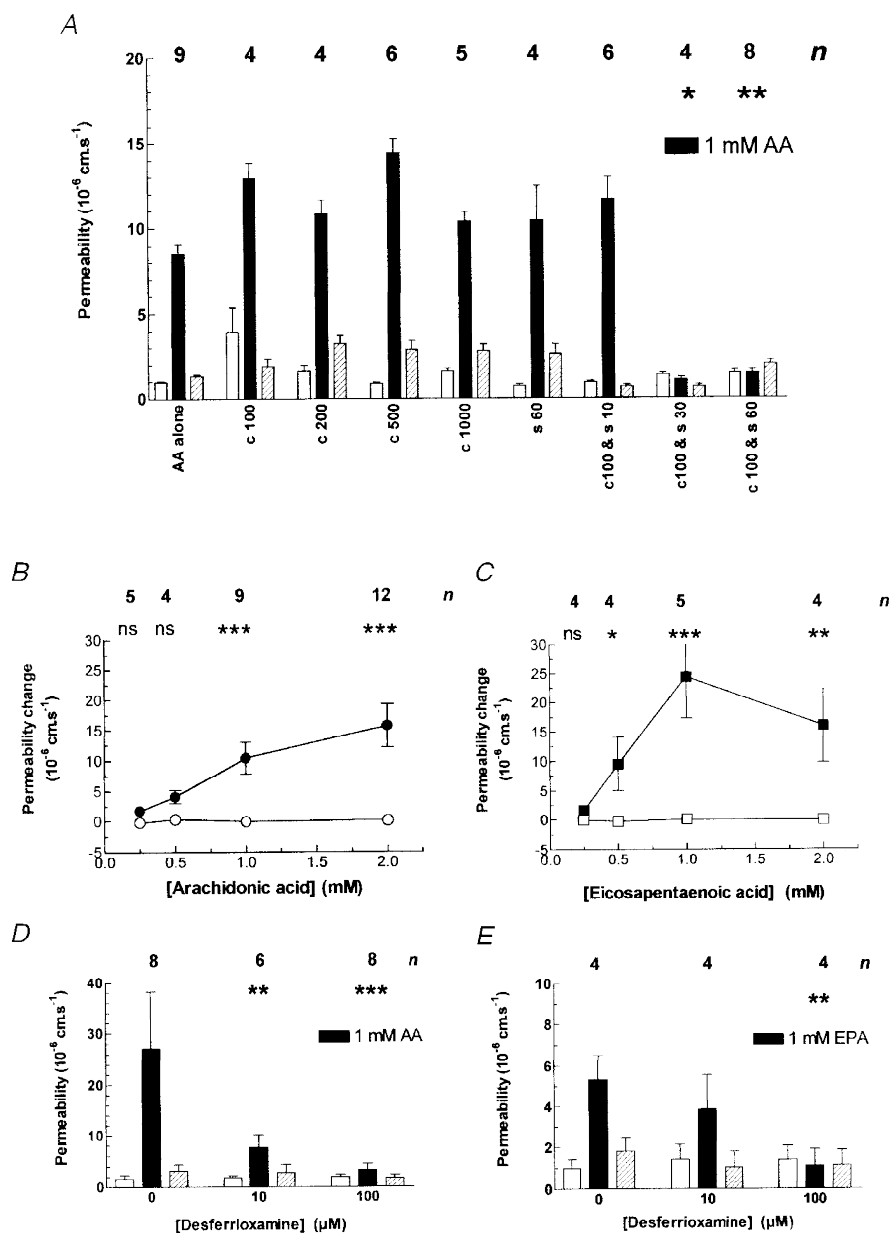 A
9 4 4 6 5 4 6 4 8 n
* **
20
15
10
5
0
Permeability (10⁻⁶ cm.s⁻¹)
1 mM AA
AA alone
c 100
c 200
c 500
c 1000
s 60
c100 & s 10
c100 & s 30
c 100 & s 60
B
5 4 9 12 n
ns ns *** ***
30
25
20
15
10
5
0
-5
Permeability change
(10⁻⁶ cm.s⁻¹)
0.0 0.5 1.0 1.5 2.0
[Arachidonic acid] (mM)
C
4 4 5 4 n
ns * *** **
30
25
20
15
10
5
0
-5
Permeability change
(10⁻⁶ cm.s⁻¹)
0.0 0.5 1.0 1.5 2.0
[Eicosapentaenoic acid] (mM)
D
8 6 8 n
** ***
40
30
20
10
0
Permeability (10⁻⁶ cm.s⁻¹)
1 mM AA
0 10 100
[Desferrioxamine] (µM)
E
4 4 4 n
**
10
8
6
4
2
0
Permeability (10⁻⁶ cm.s⁻¹)
1 mM EPA
0 10 100
[Desferrioxamine] (µM)